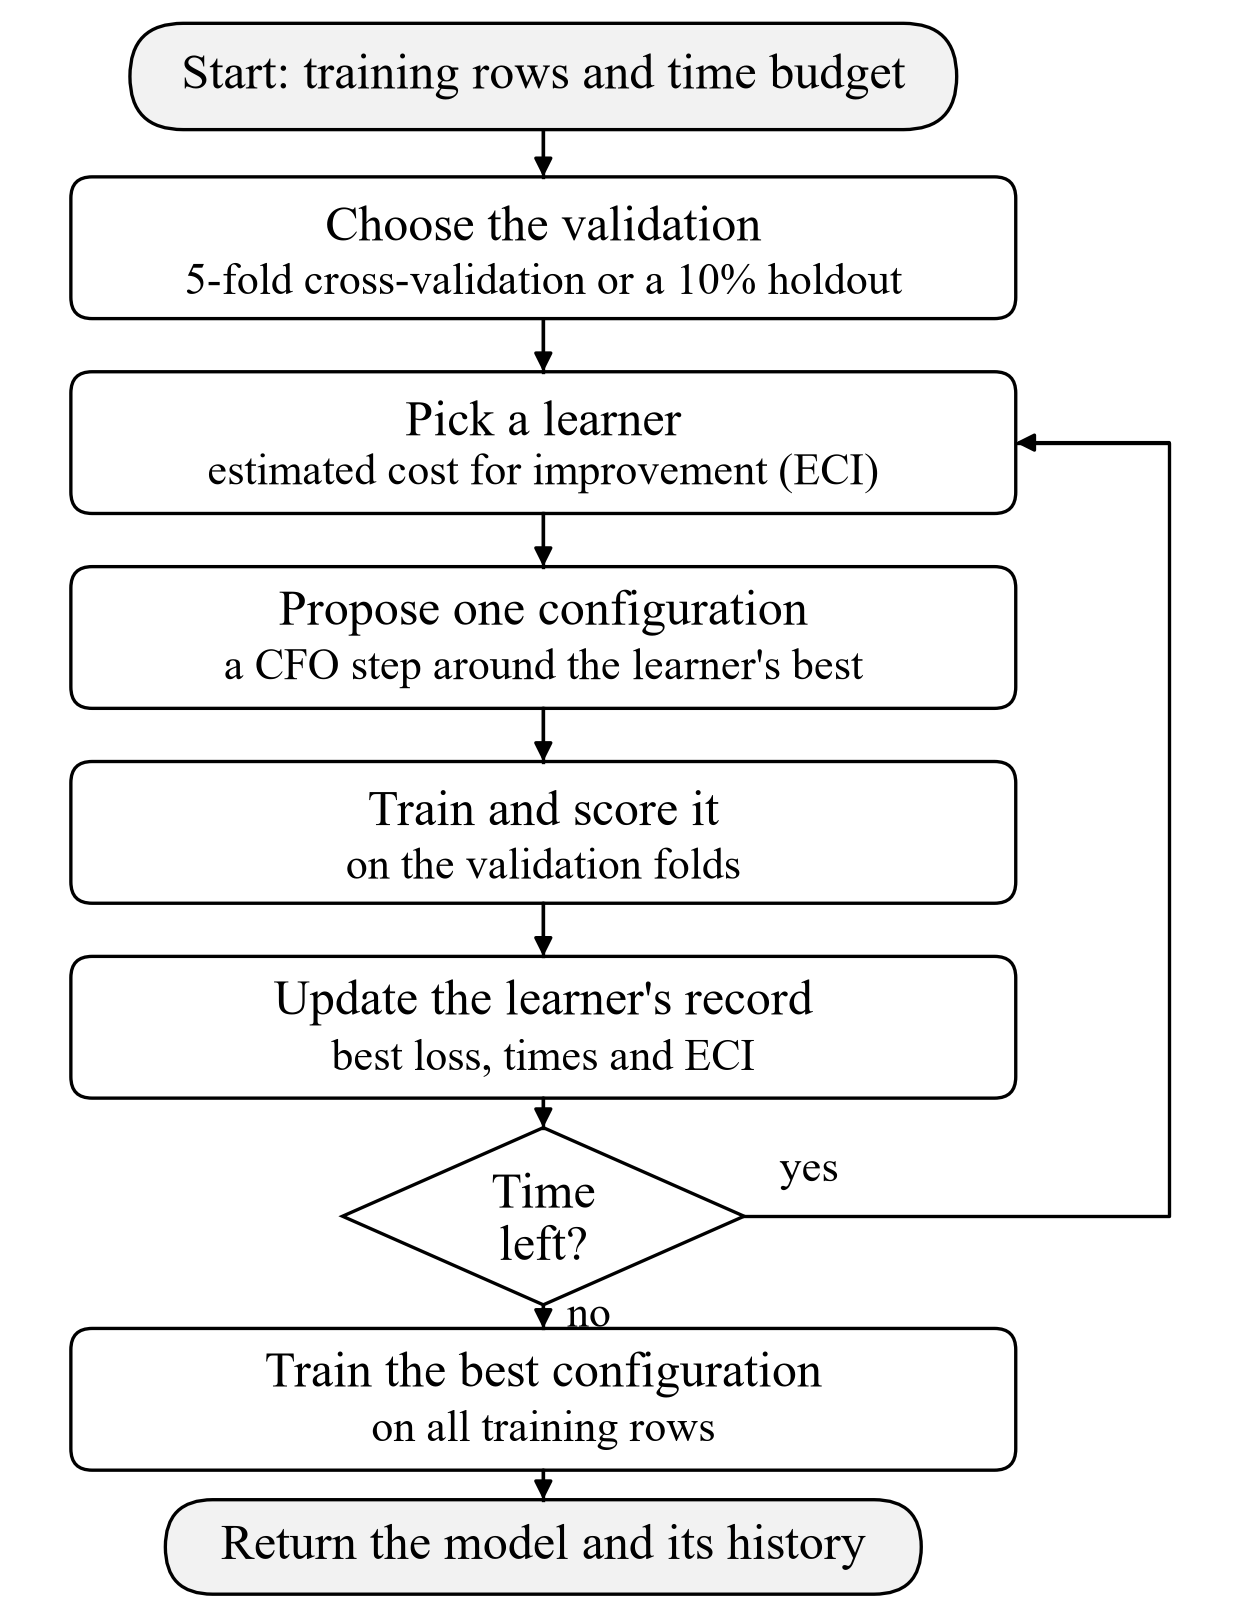 Start: training rows and time budget
Choose the validation
5-fold cross-validation or a 10% holdout
Pick a learner
estimated cost for improvement (ECI)
Propose one configuration
a CFO step around the learner's best
Train and score it
on the validation folds
Update the learner's record
best loss, times and ECI
Time
left?
yes
no
Train the best configuration
on all training rows
Return the model and its history